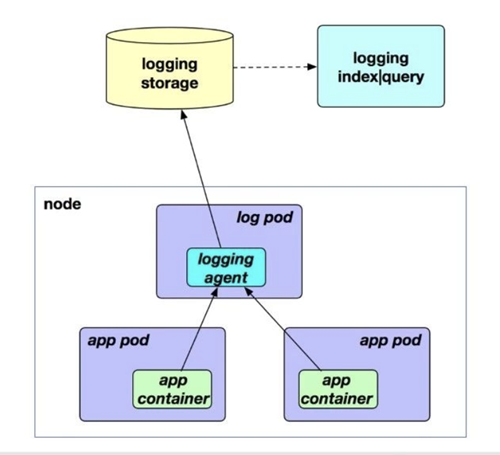 logging
storage
logging
index|query
node
log pod
logging
agent
app pod
app
container
app pod
app
container